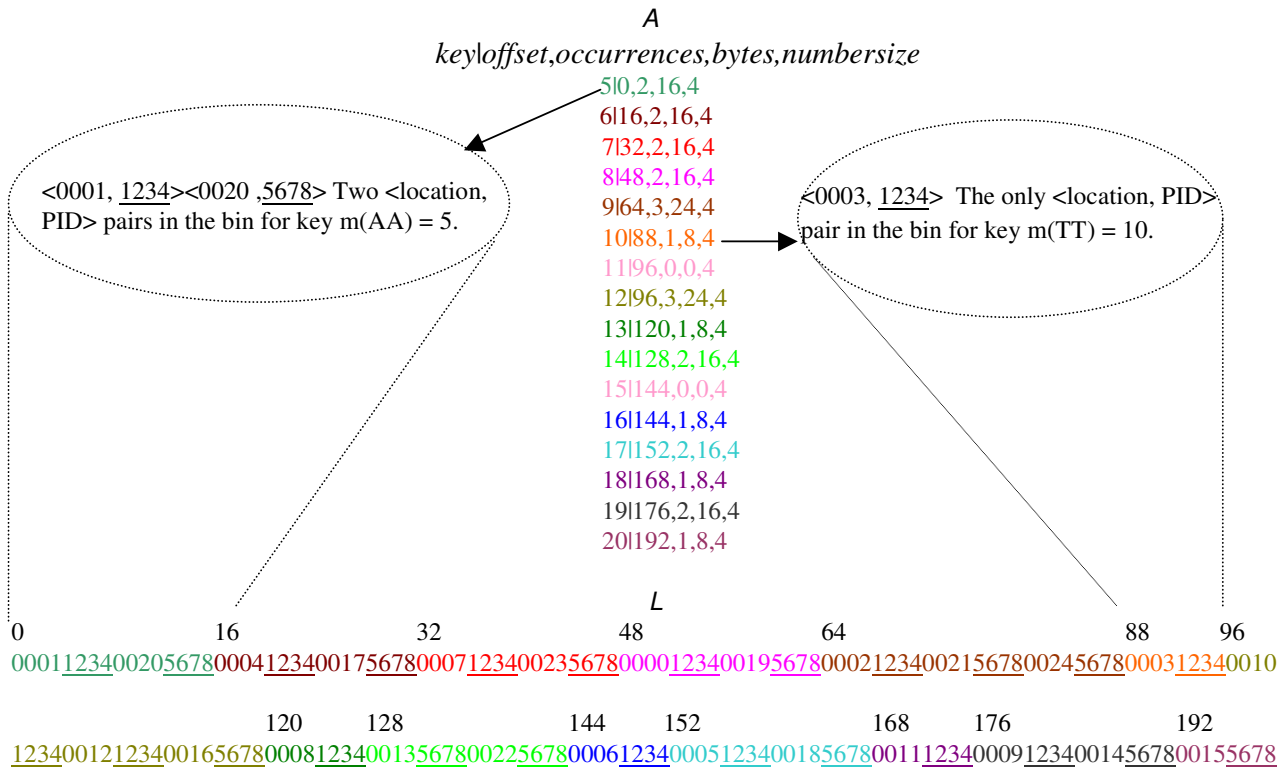 A
key|offset,occurrences,bytes,numbersize
5|0,2,16,4
6|16,2,16,4
7|32,2,16,4
8|48,2,16,4
9|64,3,24,4
10|88,1,8,4
11|96,0,0,4
12|96,3,24,4
13|120,1,8,4
14|128,2,16,4
15|144,0,0,4
16|144,1,8,4
17|152,2,16,4
18|168,1,8,4
19|176,2,16,4
20|192,1,8,4
<0001, 1234><0020 ,5678> Two <location,
PID> pairs in the bin for key m(AA) = 5.
<0003, 1234> The only <location, PID>
pair in the bin for key m(TT) = 10.
L
0 16 32 48 64 88 96
0001123400205678000412340017567800071234002356780000123400195678000212340021567800245678000312340010
1234001212340016567800081234001356780022567800061234000512340018567800111234000912340014567800155678
120 128 144 152 168 176 192